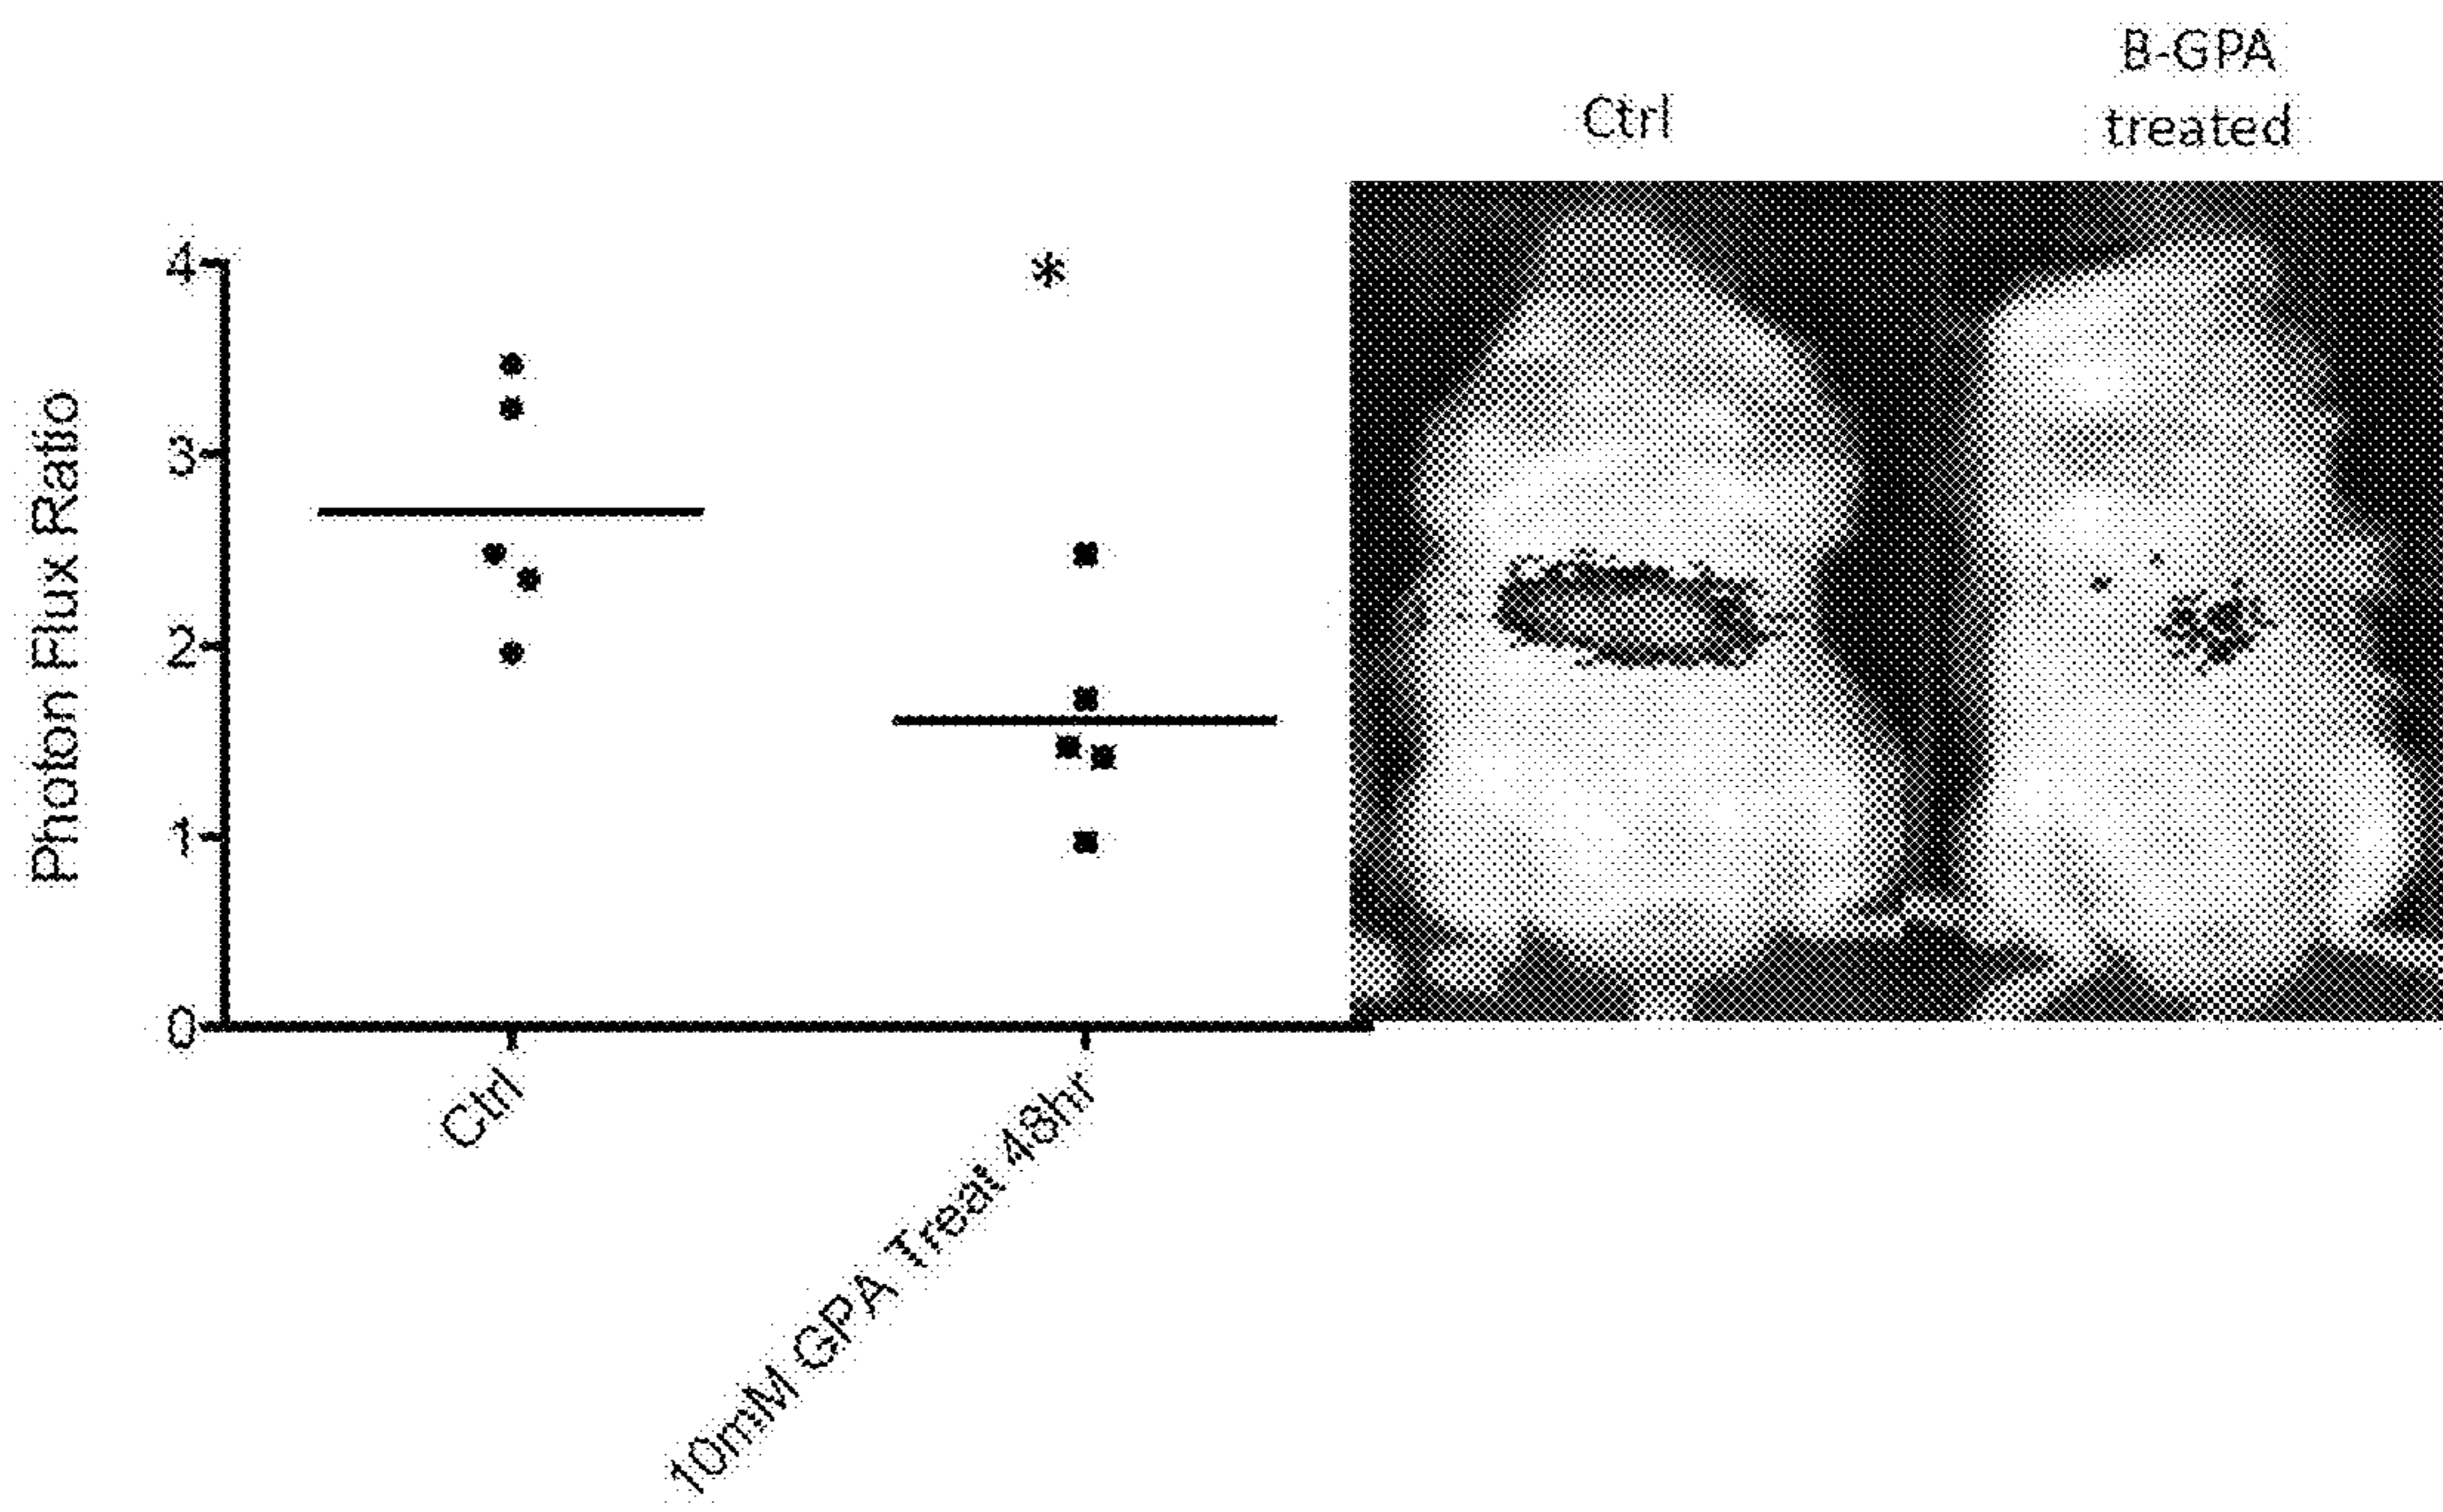 B-GPA
Ctrl
treated
4
*
3
2
1
0
Photon Flux Ratio
Ctrl
10mM GPA Treat 48hr